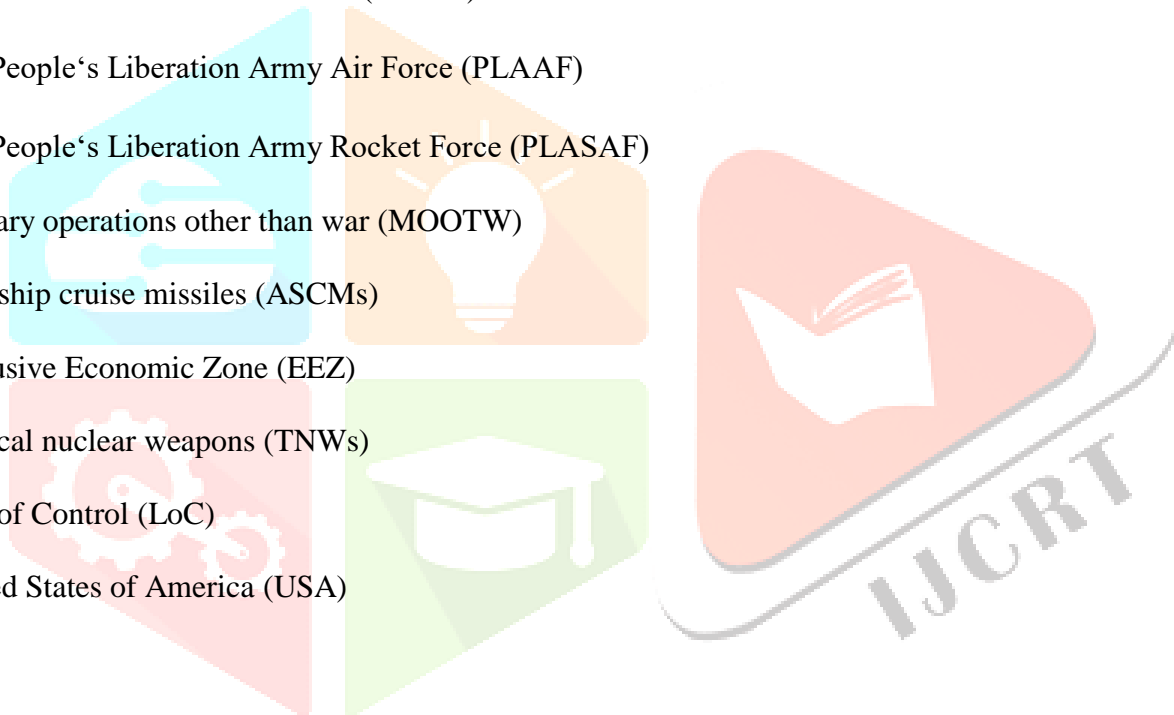 People‘s Liberation Army Air Force (PLAAF)
People‘s Liberation Army Rocket Force (PLASAF)
ary operations other than war (MOOTW)
ship cruise missiles (ASCMs)
usive Economic Zone (EEZ)
cal nuclear weapons (TNWs)
of Control (LoC)
ed States of America (USA)
IJCRT